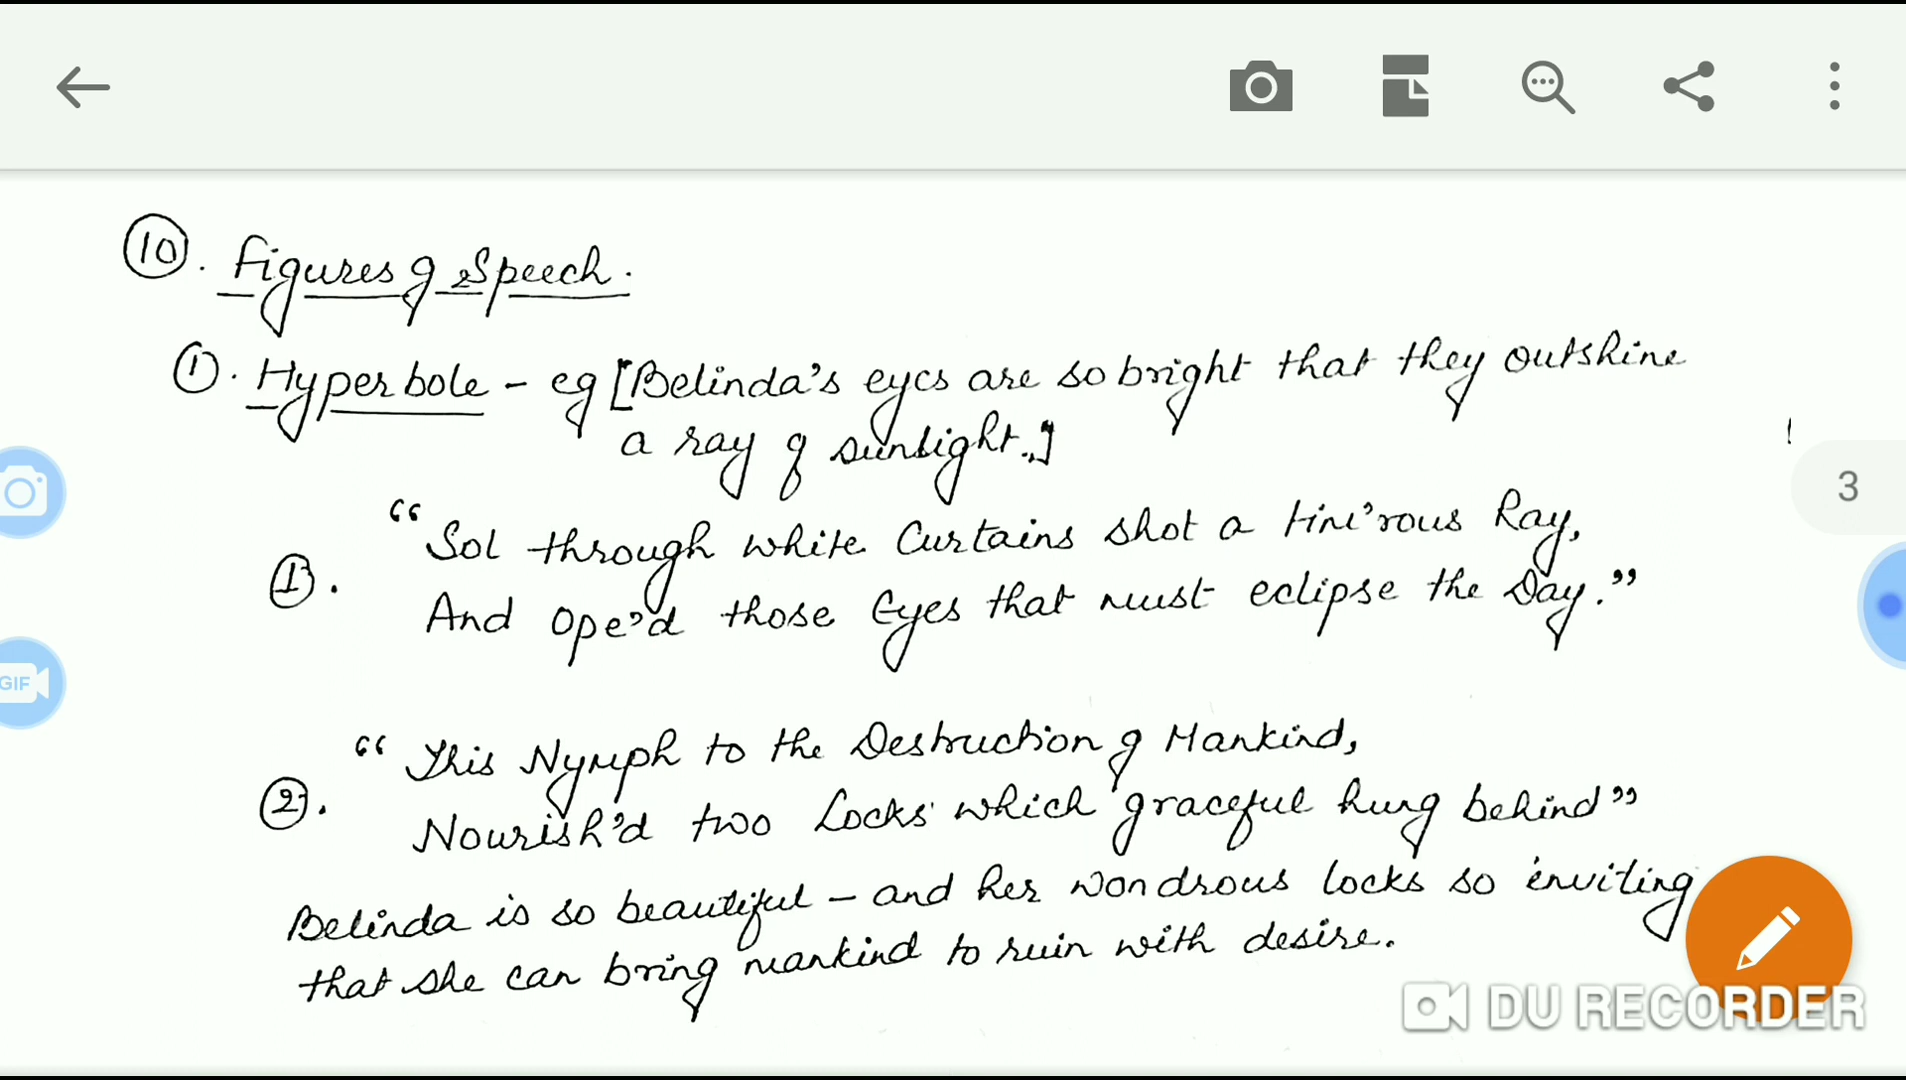 10. Figures of Speech.
1. Hyperbole - eg [Belinda's eyes are so bright that they outshine
a ray of sunlight.]
3
"Sol through white Curtains shot a tim'rous Ray,
1. And ope'd those Eyes that must eclipse the Day."
GIF
"This Nymph to the Destruction of Mankind,
2. Nourish'd two Locks which graceful hung behind"
Belinda is so beautiful - and her wondrous locks so inviting
that she can bring mankind to ruin with desire.
DU RECORDER